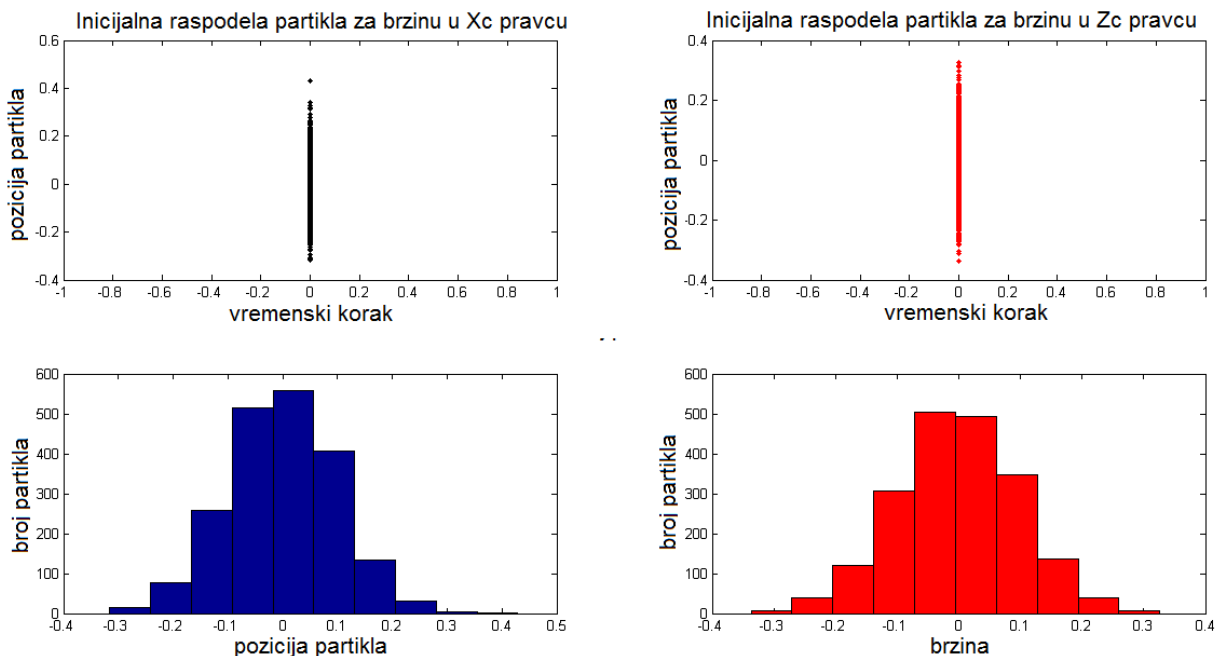 Inicijalna raspodela partikla za brzinu u Xc pravcu
0.6
0.4
0.2
0
-0.2
-0.4
pozicija partikla
-1 -0.8 -0.6 -0.4 -0.2 0 0.2 0.4 0.6 0.8 1
vremenski korak
Inicijalna raspodela partikla za brzinu u Zc pravcu
0.4
0.2
0
-0.2
-0.4
pozicija partikla
-1 -0.8 -0.6 -0.4 -0.2 0 0.2 0.4 0.6 0.8 1
vremenski korak
600
500
400
300
200
100
0
broj partikla
-0.4 -0.3 -0.2 -0.1 0 0.1 0.2 0.3 0.4 0.5
pozicija partikla
600
500
400
300
200
100
0
broj partikla
-0.4 -0.3 -0.2 -0.1 0 0.1 0.2 0.3 0.4
brzina